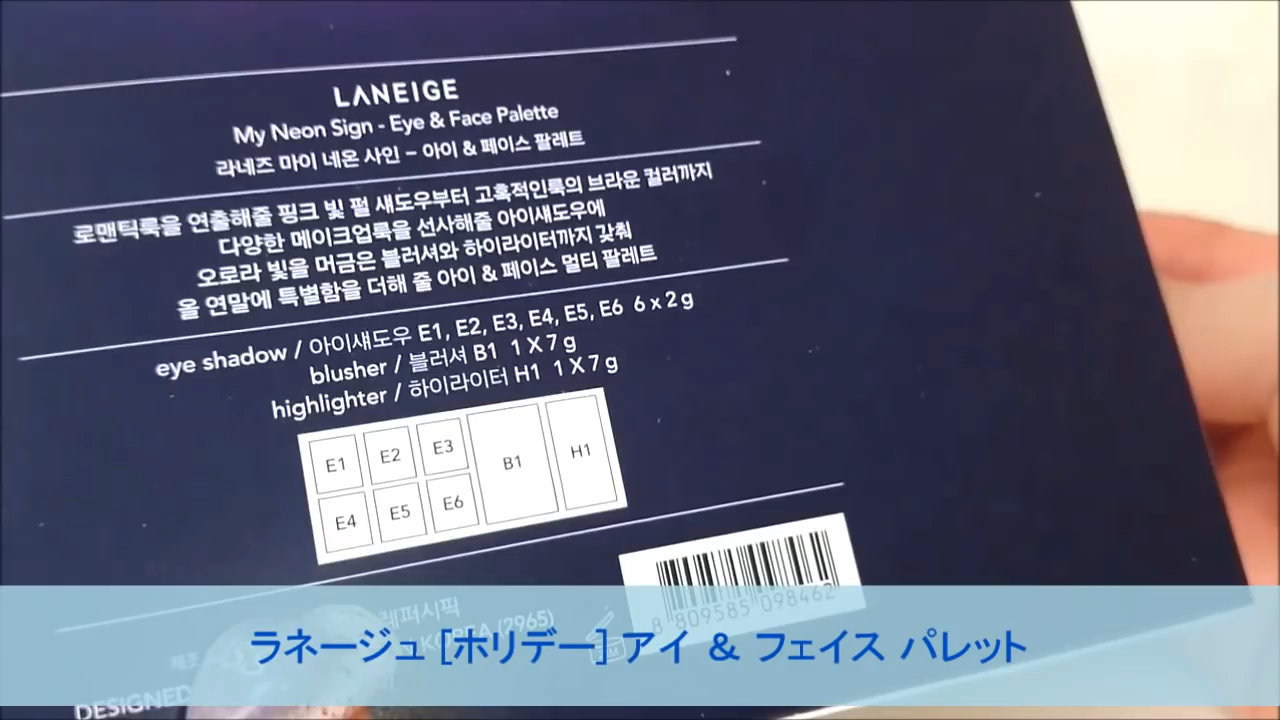 LANEIGE
My Neon Sign - Eye & Face Palette
라네즈 마이 네온 사인 – 아이 & 페이스 팔레트
로맨틱룩을 연출해줄 핑크 빛 펄 섀도우부터 고혹적인룩의 브라운 컬러까지
다양한 메이크업룩을 선사해줄 아이섀도우에
오로라 빛을 머금은 블러셔와 하이라이터까지 갖춰
올 연말에 특별함을 더해 줄 아이 & 페이스 멀티 팔레트
eye shadow / 아이섀도우 E1, E2, E3, E4, E5, E6 6 x 2 g
blusher / 블러셔 B1 1 X 7 g
highlighter / 하이라이터 H1 1 X 7 g
E1 E2 E3 B1 H1
E4 E5 E6
8 809585 098462
레퍼시픽
KOREA (2965)
ラネージュ [ホリデー] アイ & フェイス パレット
DESIGNED